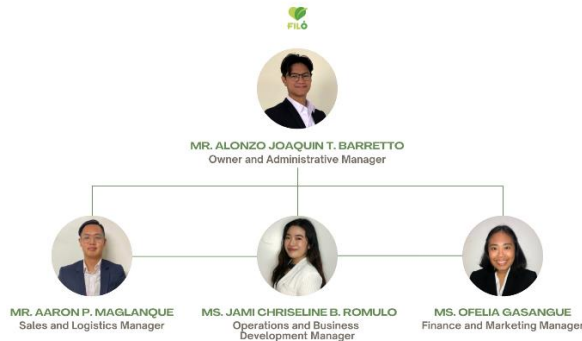 FILÓ
MR. ALONZO JOAQUIN T. BARRETTO
Owner and Administrative Manager
MR. AARON P. MAGLANQUE
Sales and Logistics Manager
MS. JAMI CHRISELINE B. ROMULO
Operations and Business
Development Manager
MS. OFELIA GASANGUE
Finance and Marketing Manager